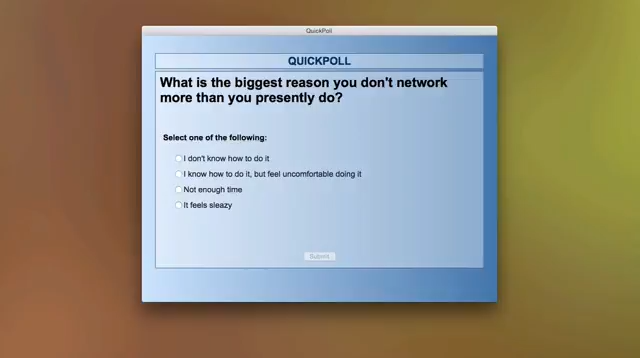 QuickPoll
QUICKPOLL
What is the biggest reason you don't network
more than you presently do?
Select one of the following:
I don't know how to do it
I know how to do it, but feel uncomfortable doing it
Not enough time
It feels sleazy
Submit